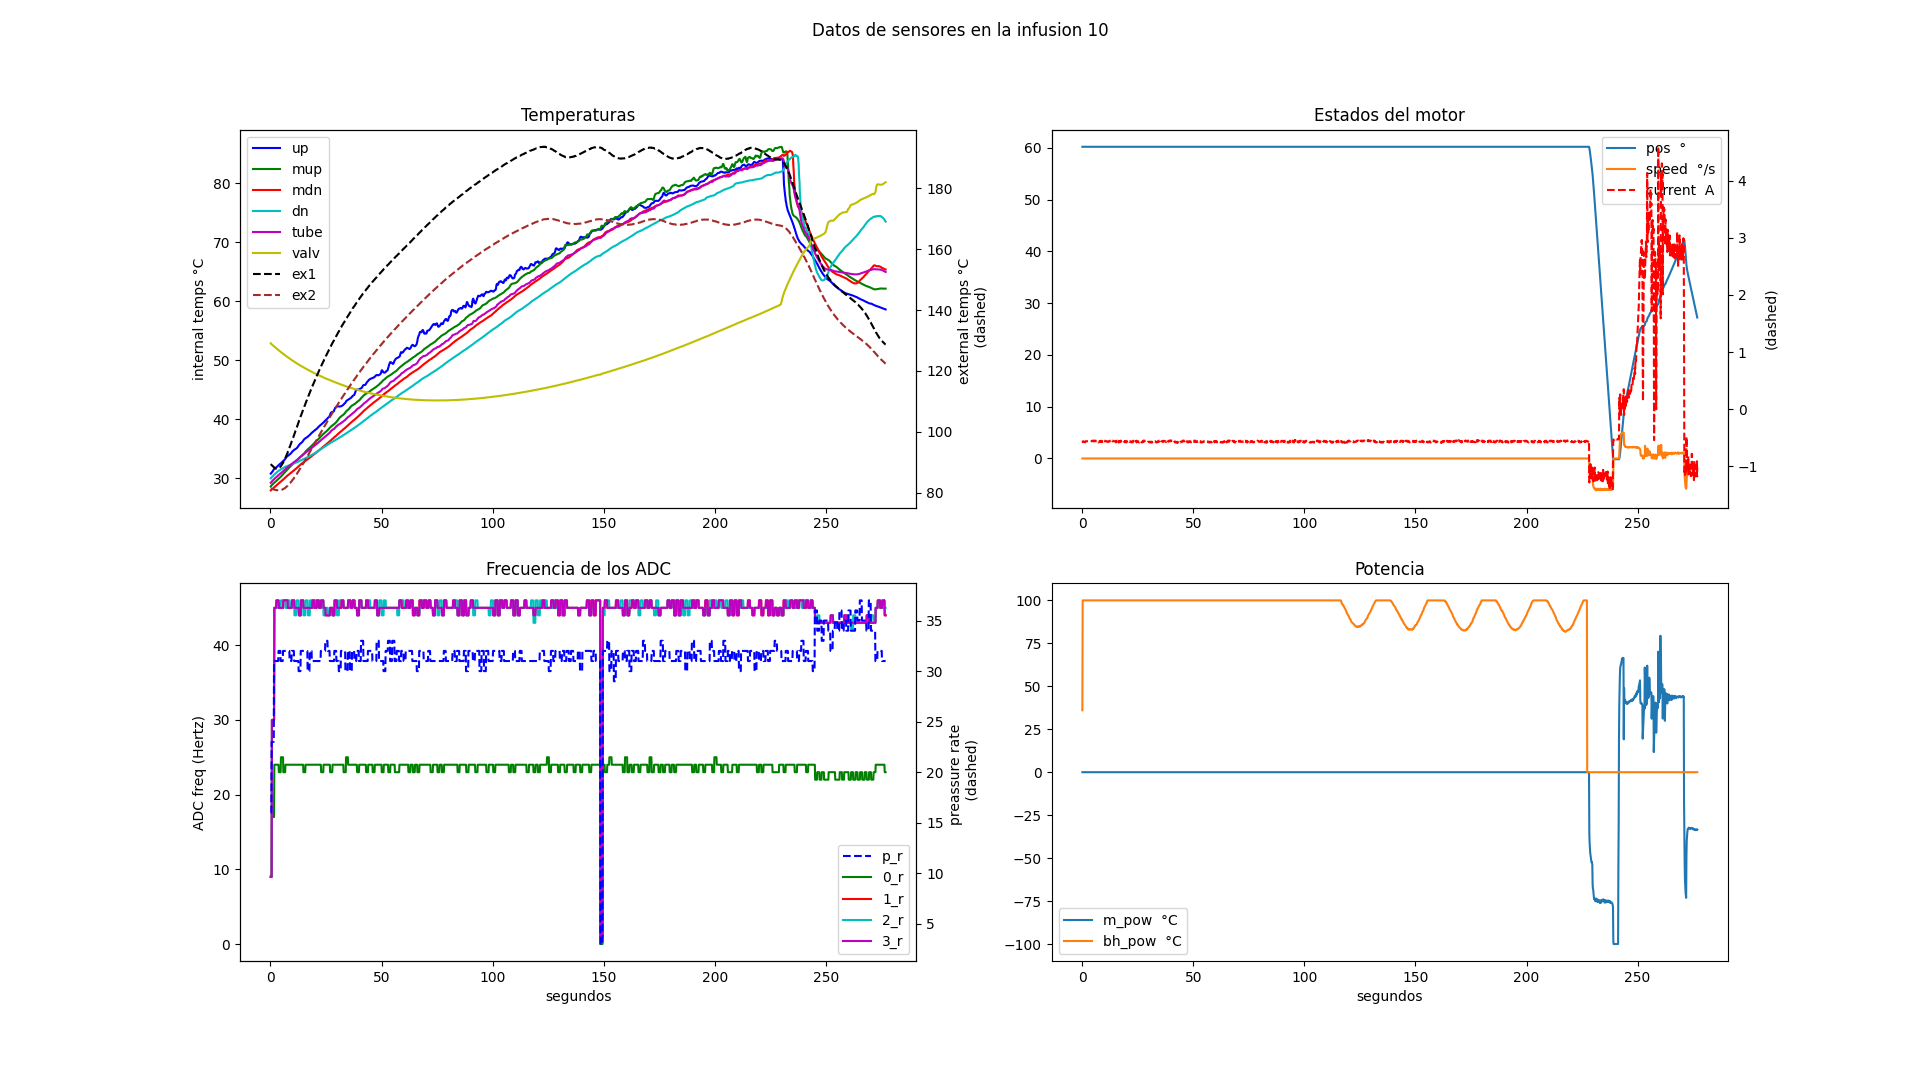 Datos de sensores en la infusion 10
Temperaturas
up
mup
mdn
dn
tube
valv
ex1
ex2
internal temps °C
80
70
60
50
40
30
external temps °C
(dashed)
180
160
140
120
100
80
0 50 100 150 200 250
Estados del motor
pos °
speed °/s
current A
60
50
40
30
20
10
0
(dashed)
4
3
2
1
0
−1
0 50 100 150 200 250
Frecuencia de los ADC
ADC freq (Hertz)
40
30
20
10
0
preassure rate
(dashed)
35
30
25
20
15
10
5
p_r
0_r
1_r
2_r
3_r
0 50 100 150 200 250
segundos
Potencia
100
75
50
25
0
−25
−50
−75
−100
m_pow °C
bh_pow °C
0 50 100 150 200 250
segundos